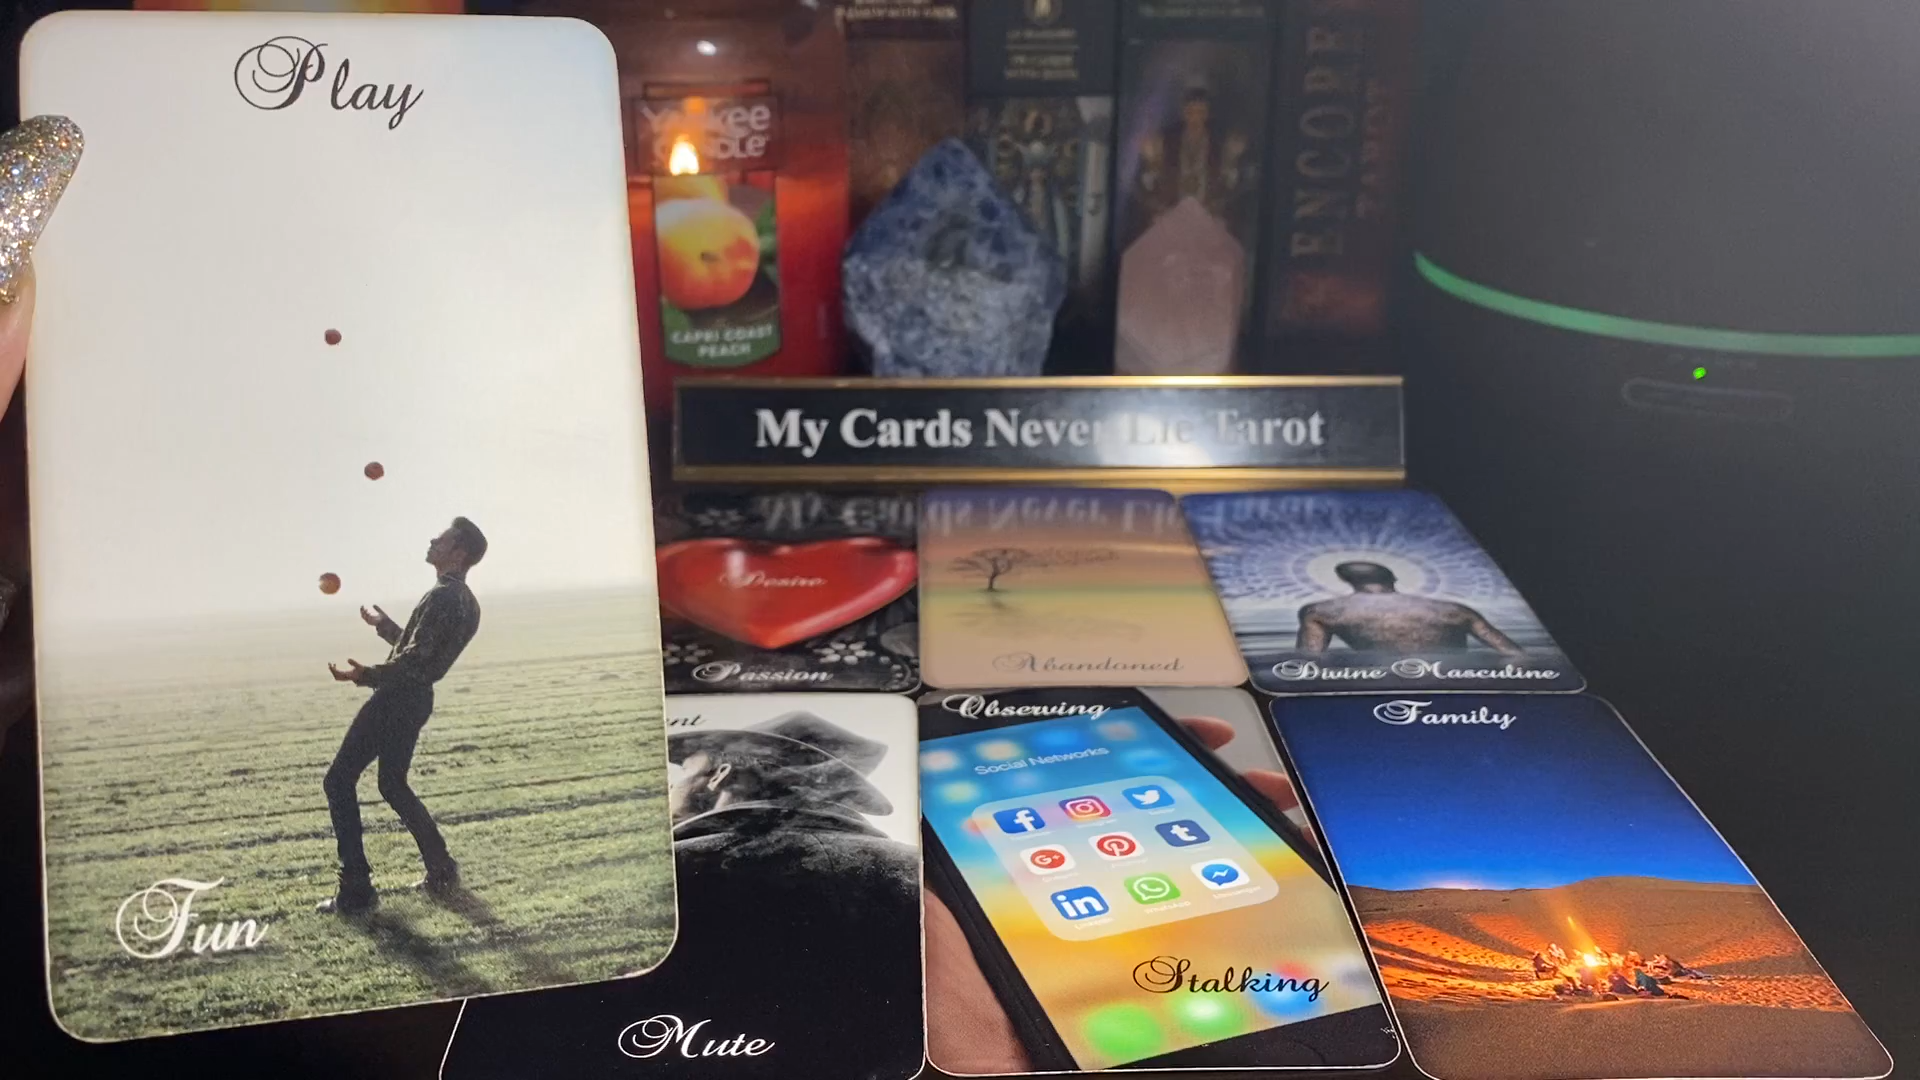 Play
Fun
Yankee
CANDLE
CAPRI COAST
PEACH
ENCORE
TAROT
My Cards Never Lie Tarot
Desire
Passion
Abandoned
Divine Masculine
Mute
Observing
Social Networks
Stalking
Family